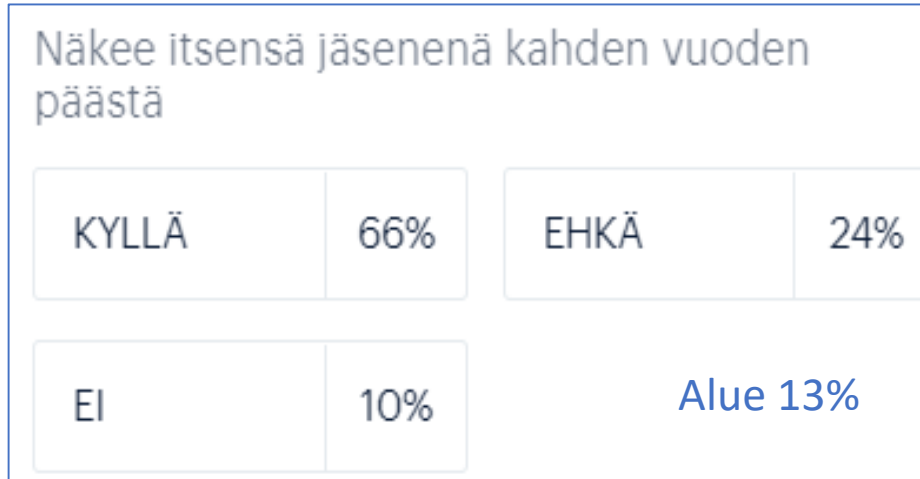 Näkee itsensä jäsenenä kahden vuoden
päästä
KYLLÄ 66% EHKÄ 24%
EI 10% Alue 13%